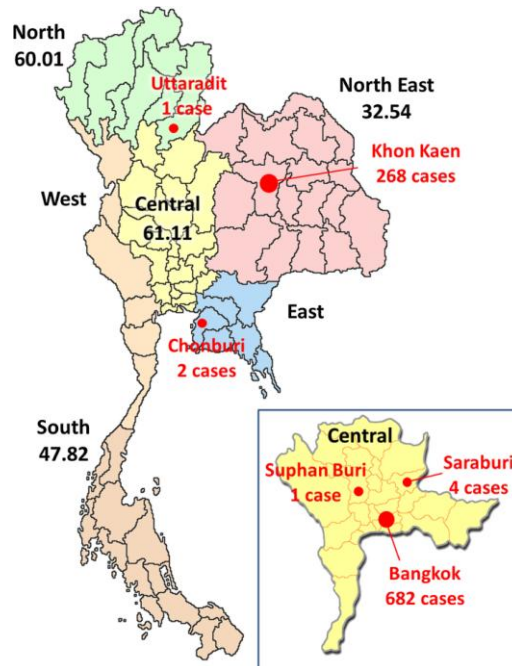 North
60.01
Uttaradit
1 case
North East
32.54
Khon Kaen
268 cases
West
Central
61.11
East
Chonburi
2 cases
South
47.82
Central
Suphan Buri
1 case
Saraburi
4 cases
Bangkok
682 cases